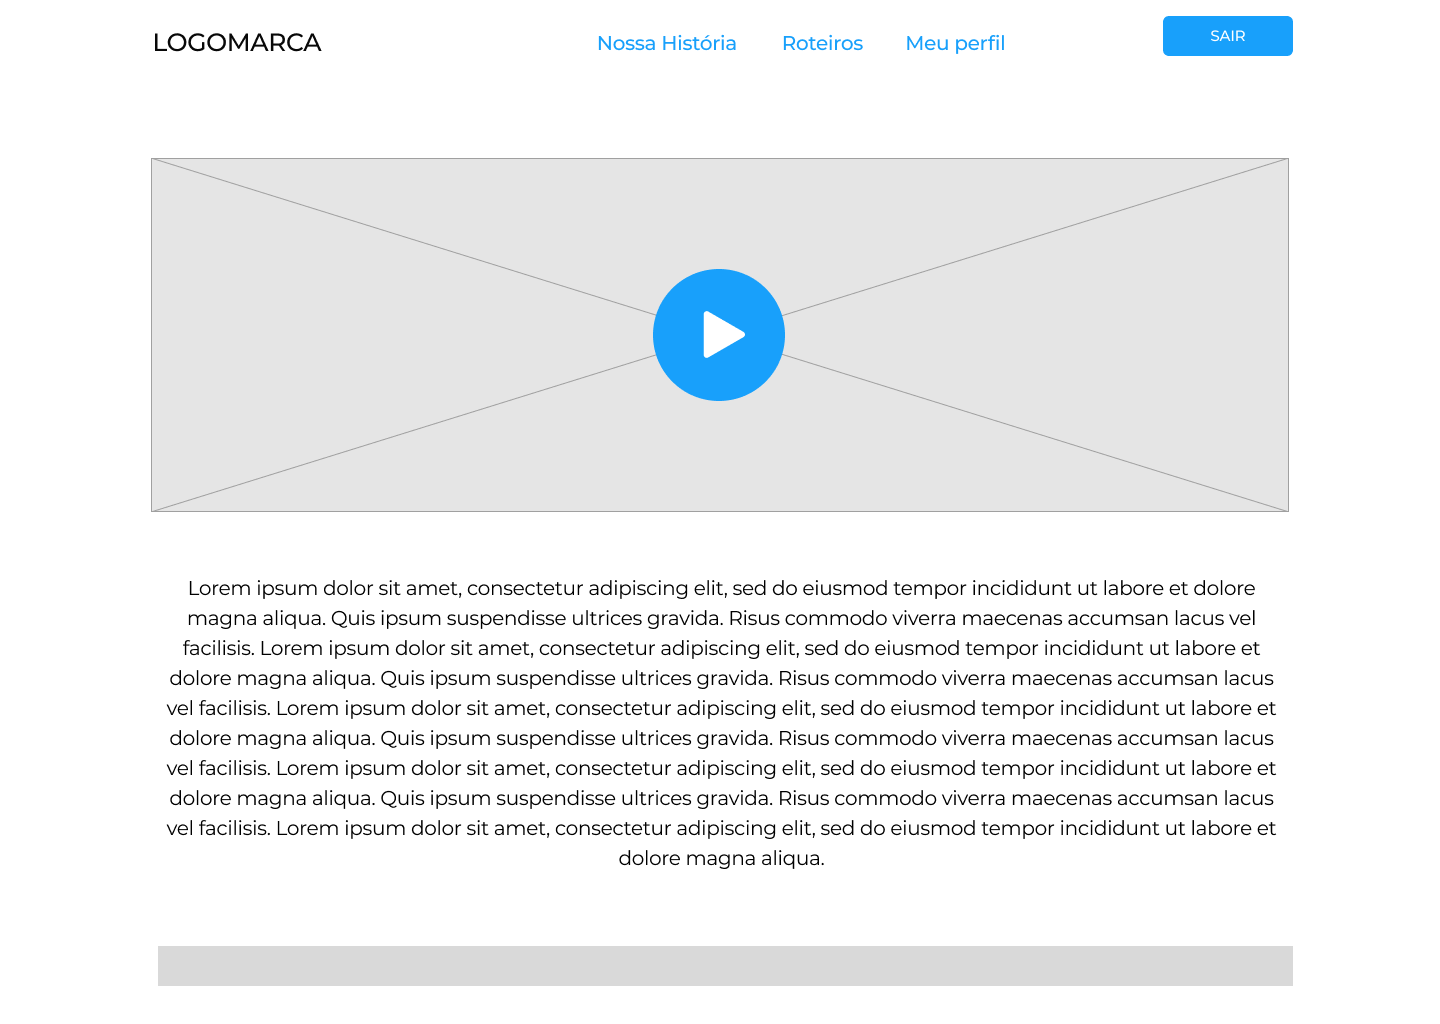 LOGOMARCA
Nossa História
Roteiros
Meu perfil
SAIR
Lorem ipsum dolor sit amet, consectetur adipiscing elit, sed do eiusmod tempor incididunt ut labore et dolore
magna aliqua. Quis ipsum suspendisse ultrices gravida. Risus commodo viverra maecenas accumsan lacus vel
facilisis. Lorem ipsum dolor sit amet, consectetur adipiscing elit, sed do eiusmod tempor incididunt ut labore et
dolore magna aliqua. Quis ipsum suspendisse ultrices gravida. Risus commodo viverra maecenas accumsan lacus
vel facilisis. Lorem ipsum dolor sit amet, consectetur adipiscing elit, sed do eiusmod tempor incididunt ut labore et
dolore magna aliqua. Quis ipsum suspendisse ultrices gravida. Risus commodo viverra maecenas accumsan lacus
vel facilisis. Lorem ipsum dolor sit amet, consectetur adipiscing elit, sed do eiusmod tempor incididunt ut labore et
dolore magna aliqua. Quis ipsum suspendisse ultrices gravida. Risus commodo viverra maecenas accumsan lacus
vel facilisis. Lorem ipsum dolor sit amet, consectetur adipiscing elit, sed do eiusmod tempor incididunt ut labore et
dolore magna aliqua.